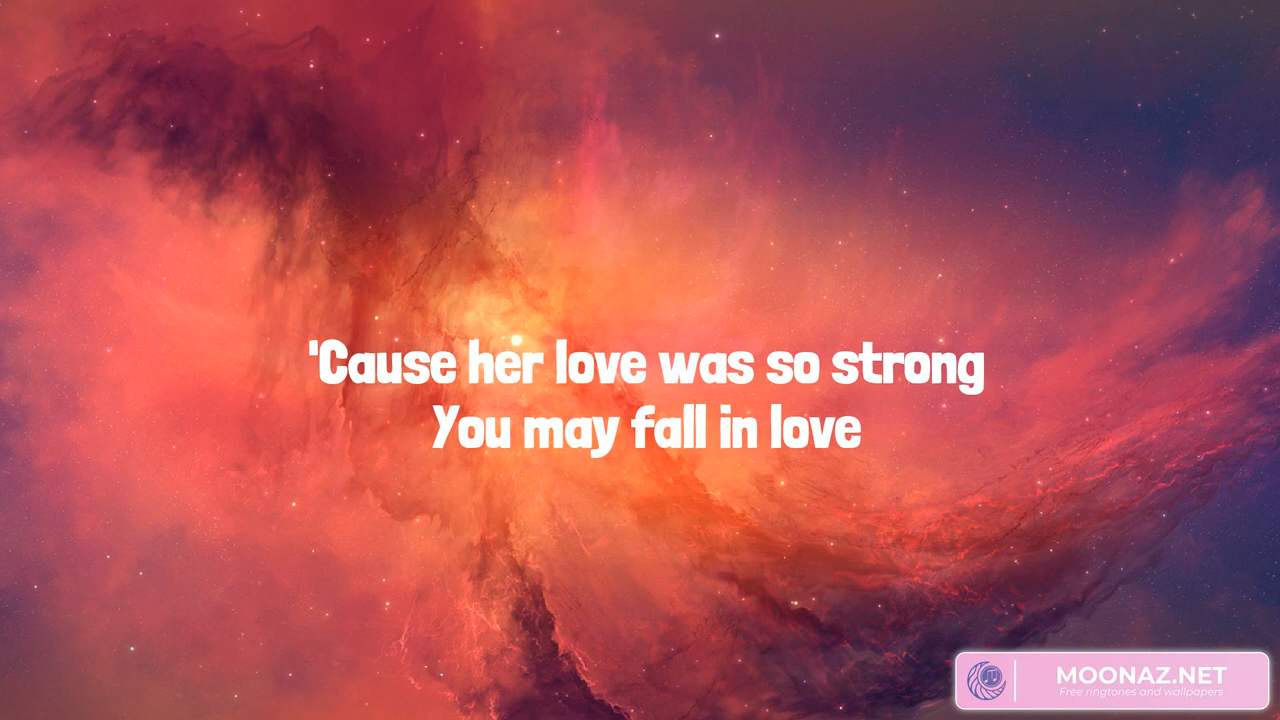 'Cause her love was so strong
You may fall in love
MOONAZ.NET
Free ringtones and wallpapers